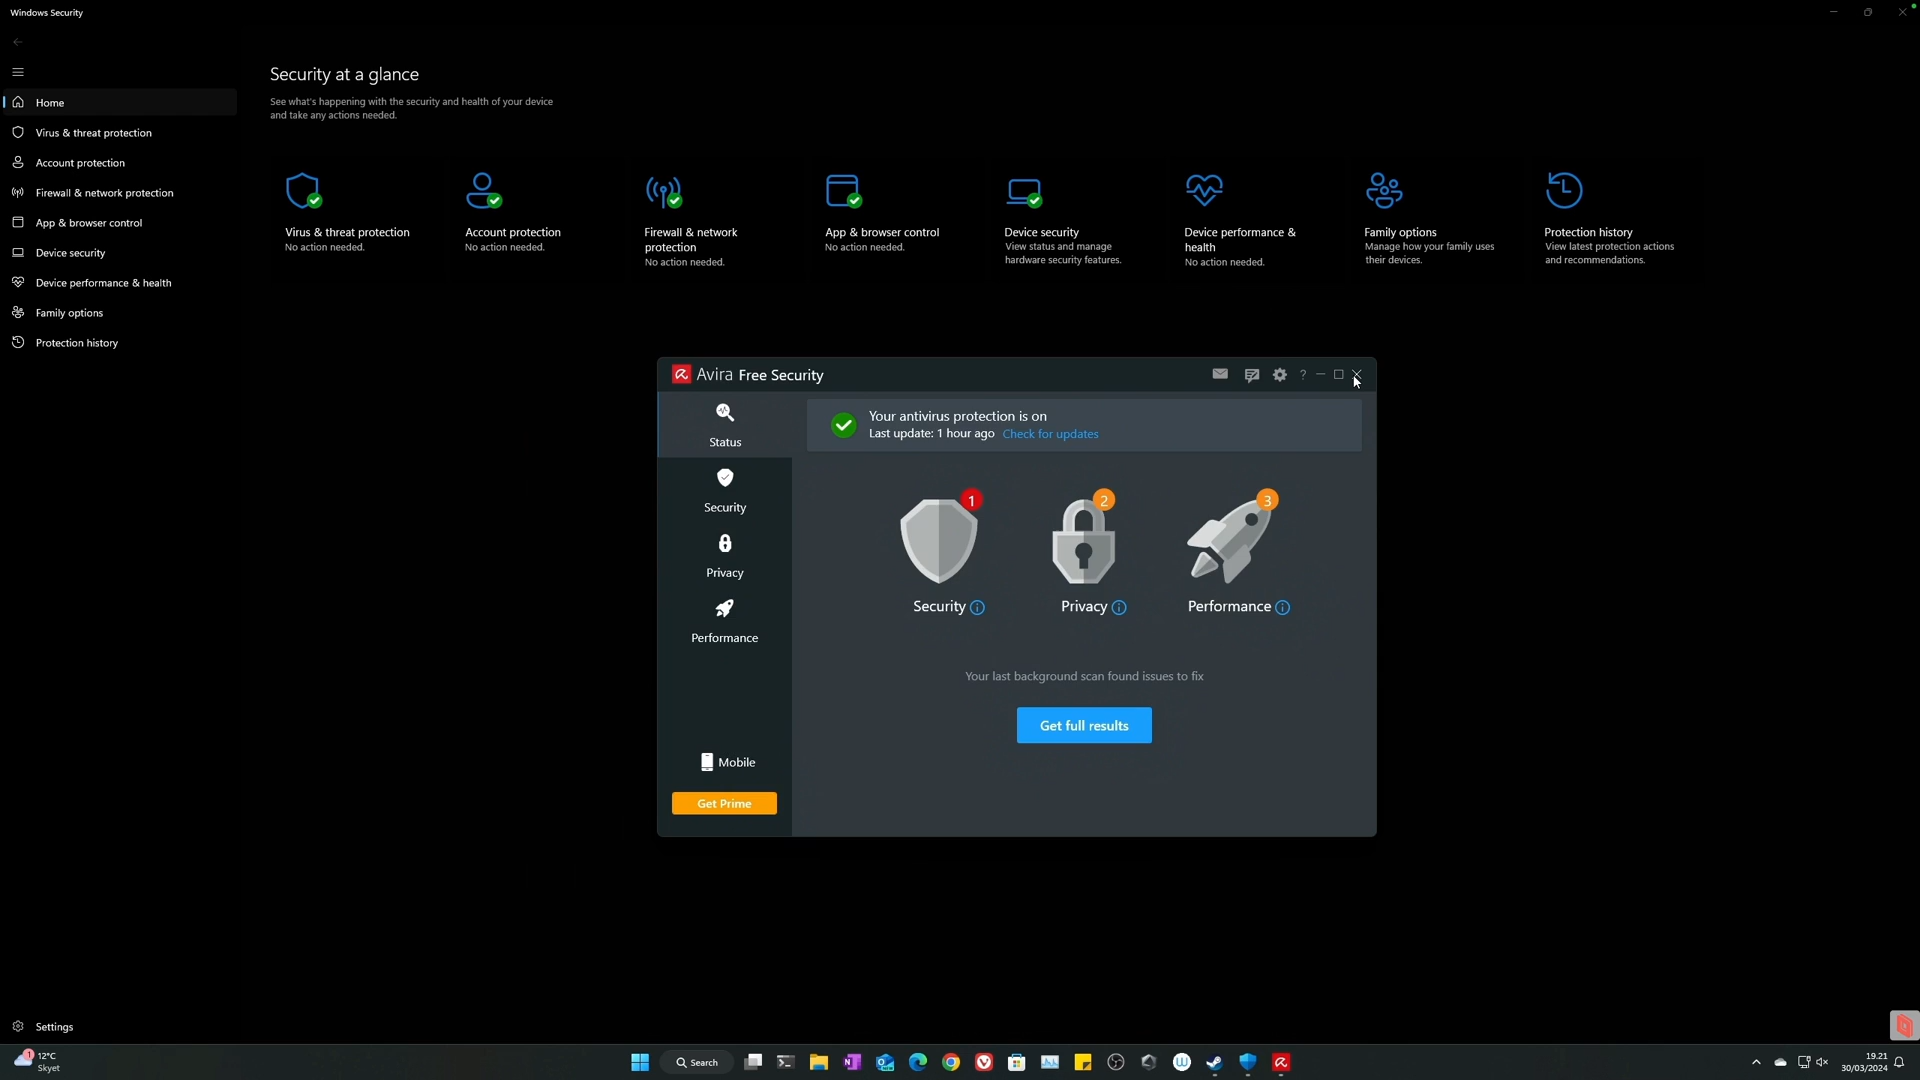 Windows Security
Security at a glance
See what's happening with the security and health of your device
and take any actions needed.
Home
Virus & threat protection
Account protection
Firewall & network protection
App & browser control
Device security
Device performance & health
Family options
Protection history
Virus & threat protection
No action needed.
Account protection
No action needed.
Firewall & network
protection
No action needed.
App & browser control
No action needed.
Device security
View status and manage
hardware security features.
Device performance &
health
No action needed.
Family options
Manage how your family uses
their devices.
Protection history
View latest protection actions
and recommendations.
Avira Free Security
?
Status
Security
Privacy
Performance
Mobile
Get Prime
Your antivirus protection is on
Last update: 1 hour ago Check for updates
1
2
3
Security
Privacy
Performance
Your last background scan found issues to fix
Get full results
Settings
1
12°C
Skyet
Search
19.21
30/03/2024